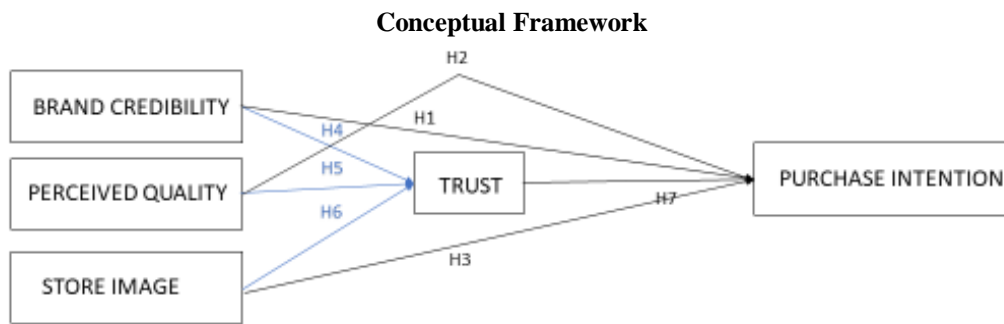 Conceptual Framework
H2
BRAND CREDIBILITY
H1
H4
H5
PERCEIVED QUALITY
TRUST
PURCHASE INTENTION
H7
H6
H3
STORE IMAGE